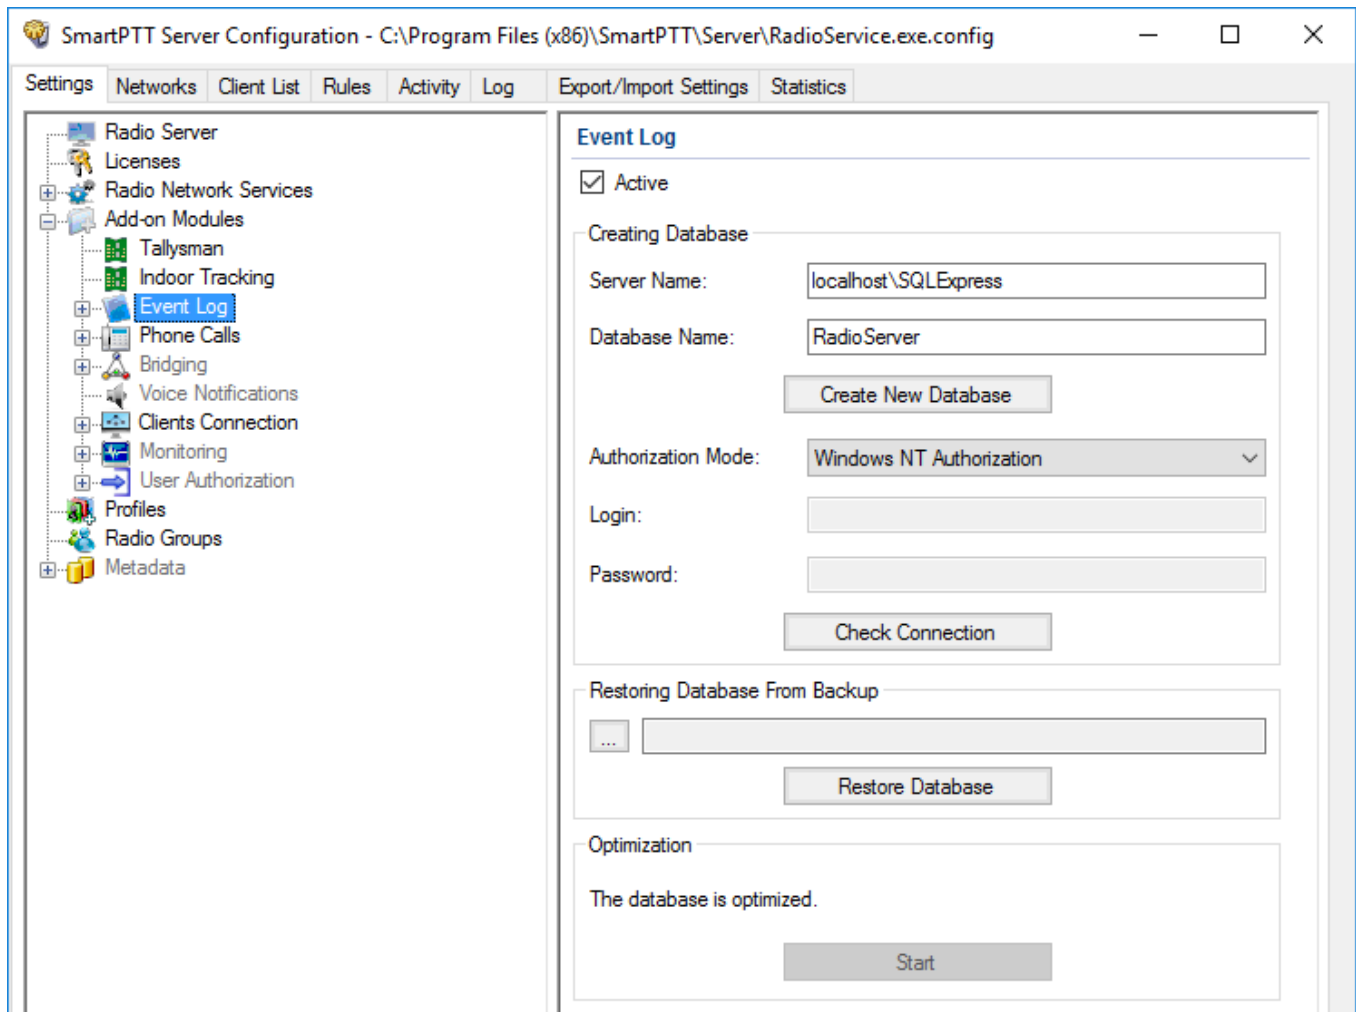 SmartPTT Server Configuration - C:\Program Files (x86)\SmartPTT\Server\RadioService.exe.config
Settings Networks Client List Rules Activity Log Export/Import Settings Statistics
Radio Server
Licenses
Radio Network Services
Add-on Modules
Tallysman
Indoor Tracking
Event Log
Phone Calls
Bridging
Voice Notifications
Clients Connection
Monitoring
User Authorization
Profiles
Radio Groups
Metadata
Event Log
Active
Creating Database
Server Name: localhost\SQLExpress
Database Name: RadioServer
Create New Database
Authorization Mode: Windows NT Authorization
Login:
Password:
Check Connection
Restoring Database From Backup
...
Restore Database
Optimization
The database is optimized.
Start